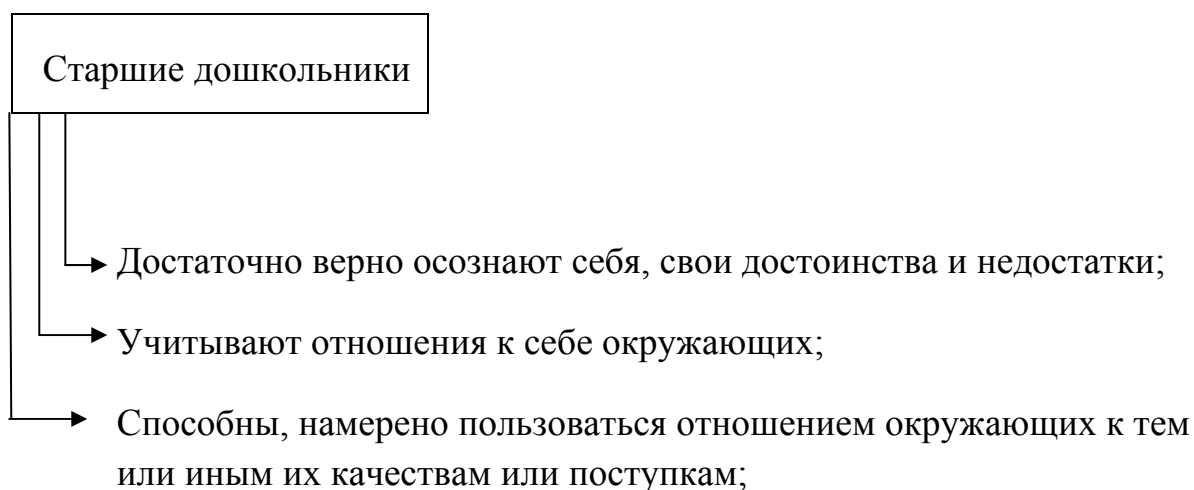 Старшие дошкольники
Достаточно верно осознают себя, свои достоинства и недостатки;
Учитывают отношения к себе окружающих;
Способны, намерено пользоваться отношением окружающих к тем
или иным их качествам или поступкам;